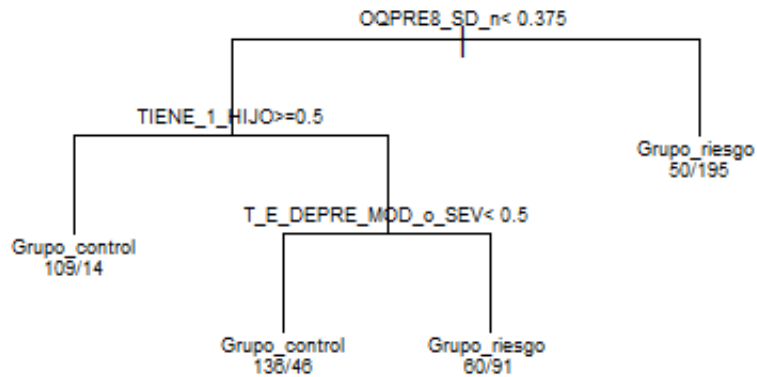 OQPRE8_SD_n< 0.375
TIENE_1_HIJO>=0.5
Grupo_riesgo
50/195
T_E_DEPRE_MOD_o_SEV< 0.5
Grupo_control
109/14
Grupo_control
136/46
Grupo_riesgo
60/91